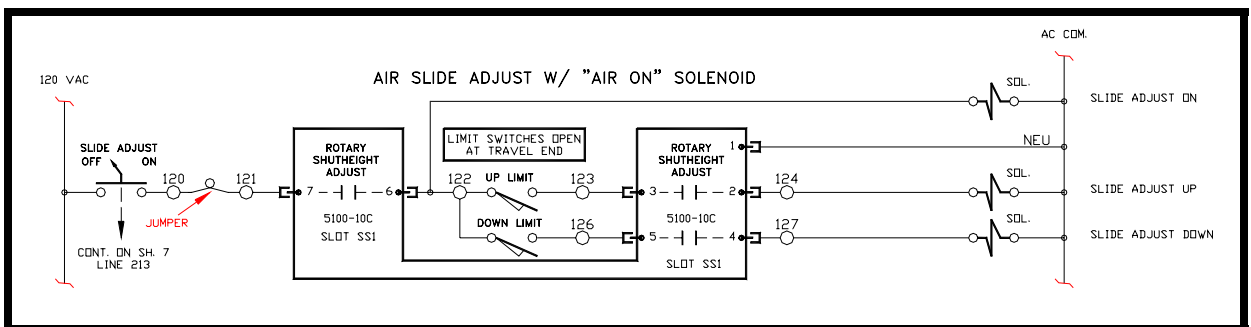 AC COM.
120 VAC
AIR SLIDE ADJUST W/ "AIR ON" SOLENOID
SOL.
SLIDE ADJUST ON
SLIDE ADJUST
OFF ON
LIMIT SWITCHES OPEN
AT TRAVEL END
ROTARY
SHUTHEIGHT
ADJUST
ROTARY
SHUTHEIGHT
ADJUST
1
NEU
120
121
7
6
122
UP LIMIT
123
3
2
124
SOL.
SLIDE ADJUST UP
JUMPER
5100-10C
SLOT SS1
DOWN LIMIT
126
5
4
5100-10C
SLOT SS1
127
SOL.
SLIDE ADJUST DOWN
CONT. ON SH. 7
LINE 213